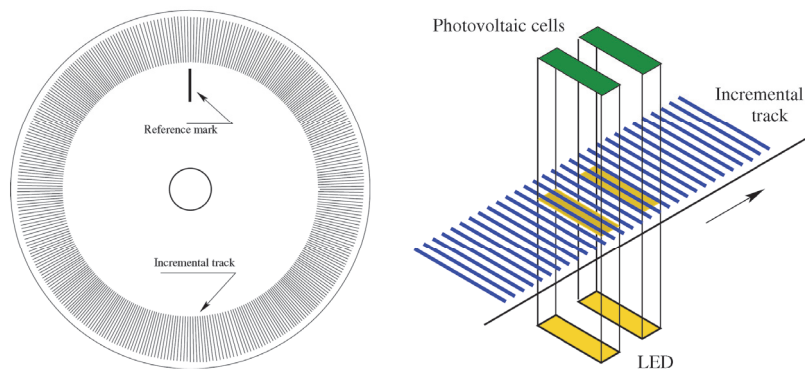 Reference mark
Incremental track
Photovoltaic cells
Incremental
track
LED